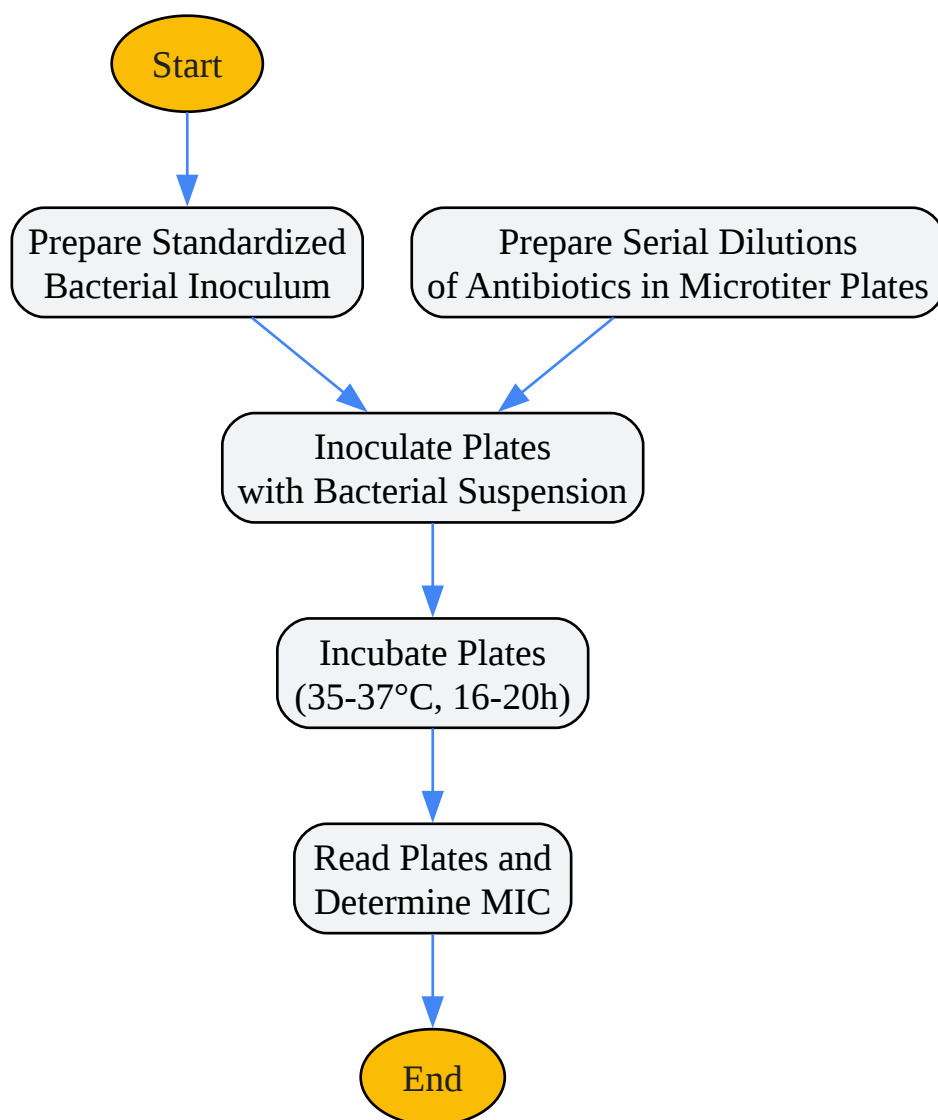 Start
Prepare Standardized
Bacterial Inoculum
Prepare Serial Dilutions
of Antibiotics in Microtiter Plates
Inoculate Plates
with Bacterial Suspension
Incubate Plates
(35-37°C, 16-20h)
Read Plates and
Determine MIC
End